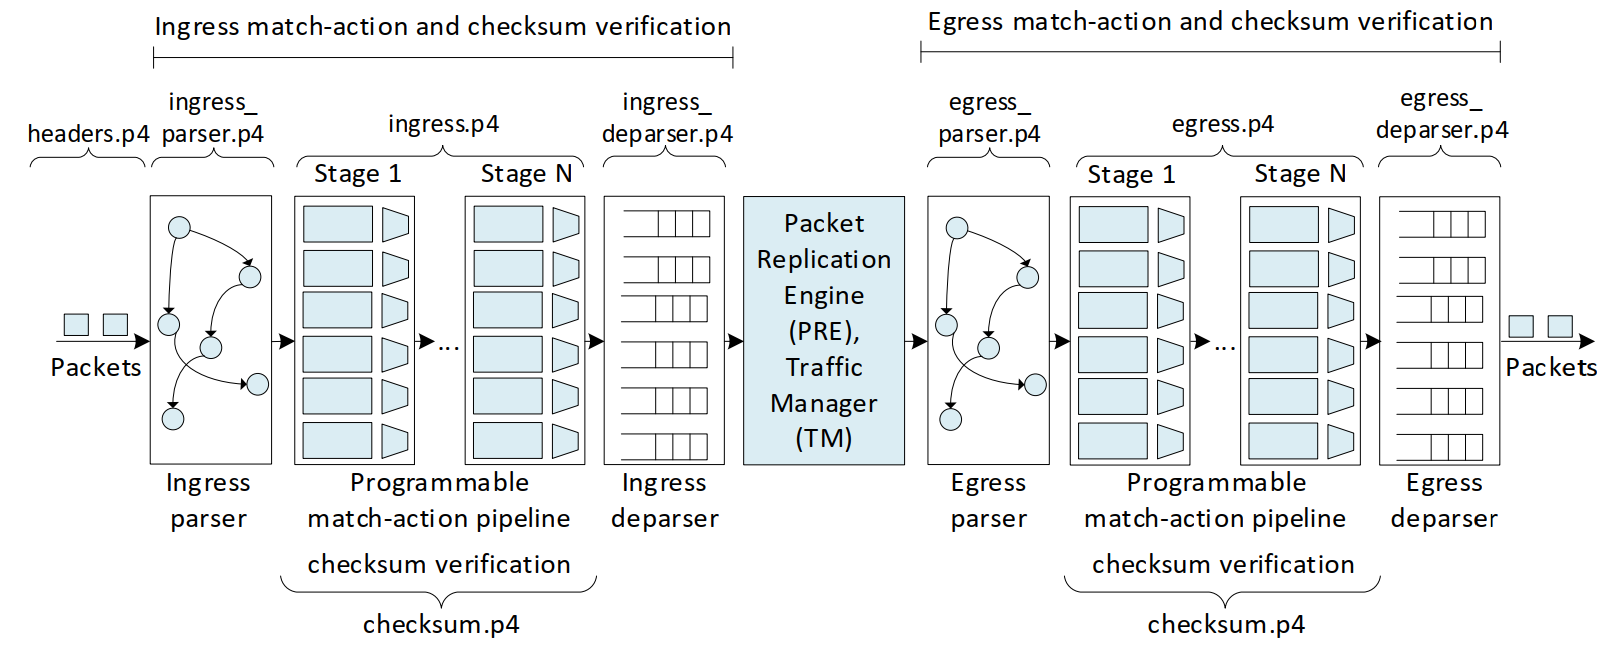 Ingress match-action and checksum verification
Egress match-action and checksum verification
headers.p4
ingress_
parser.p4
ingress.p4
ingress_
deparser.p4
egress_
parser.p4
egress.p4
egress_
deparser.p4
Stage 1
Stage N
Stage 1
Stage N
Packets
...
Packet
Replication
Engine
(PRE),
Traffic
Manager
(TM)
...
Packets
Ingress
parser
Programmable
match-action pipeline
Ingress
deparser
Egress
parser
Programmable
match-action pipeline
Egress
deparser
checksum verification
checksum.p4
checksum verification
checksum.p4